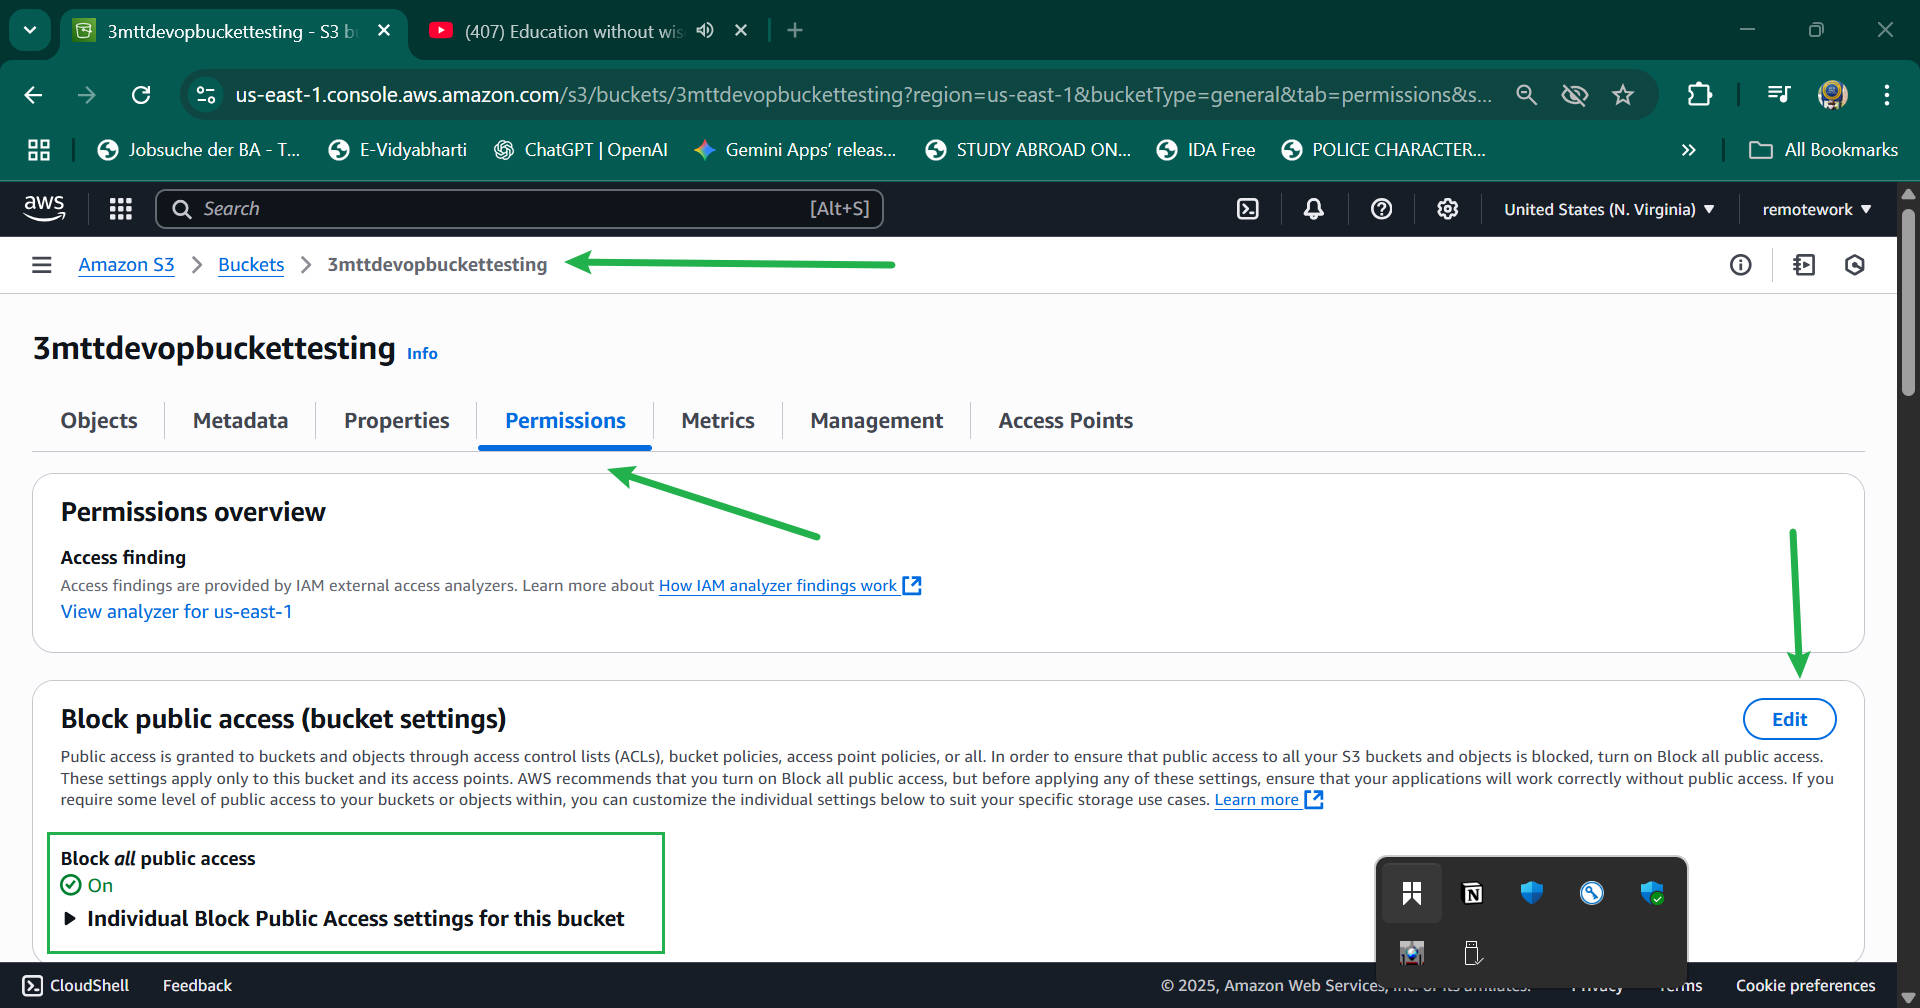 3mttdevopbuckettesting - S3 b
(407) Education without wis
us-east-1.console.aws.amazon.com/s3/buckets/3mttdevopbuckettesting?region=us-east-1&bucketType=general&tab=permissions&s...
Jobsuche der BA - T...
E-Vidyabharti
ChatGPT | OpenAI
Gemini Apps’ releas...
STUDY ABROAD ON...
IDA Free
POLICE CHARACTER...
All Bookmarks
aws
Search
[Alt+S]
United States (N. Virginia)
remotework
Amazon S3
Buckets
3mttdevopbuckettesting
3mttdevopbuckettesting Info
Objects
Metadata
Properties
Permissions
Metrics
Management
Access Points
Permissions overview
Access finding
Access findings are provided by IAM external access analyzers. Learn more about How IAM analyzer findings work
View analyzer for us-east-1
Block public access (bucket settings)
Edit
Public access is granted to buckets and objects through access control lists (ACLs), bucket policies, access point policies, or all. In order to ensure that public access to all your S3 buckets and objects is blocked, turn on Block all public access.
These settings apply only to this bucket and its access points. AWS recommends that you turn on Block all public access, but before applying any of these settings, ensure that your applications will work correctly without public access. If you
require some level of public access to your buckets or objects within, you can customize the individual settings below to suit your specific storage use cases. Learn more
Block all public access
On
Individual Block Public Access settings for this bucket
N
CloudShell
Feedback
© 2025, Amazon Web Services, Inc. or its affiliates.
Privacy
Terms
Cookie preferences